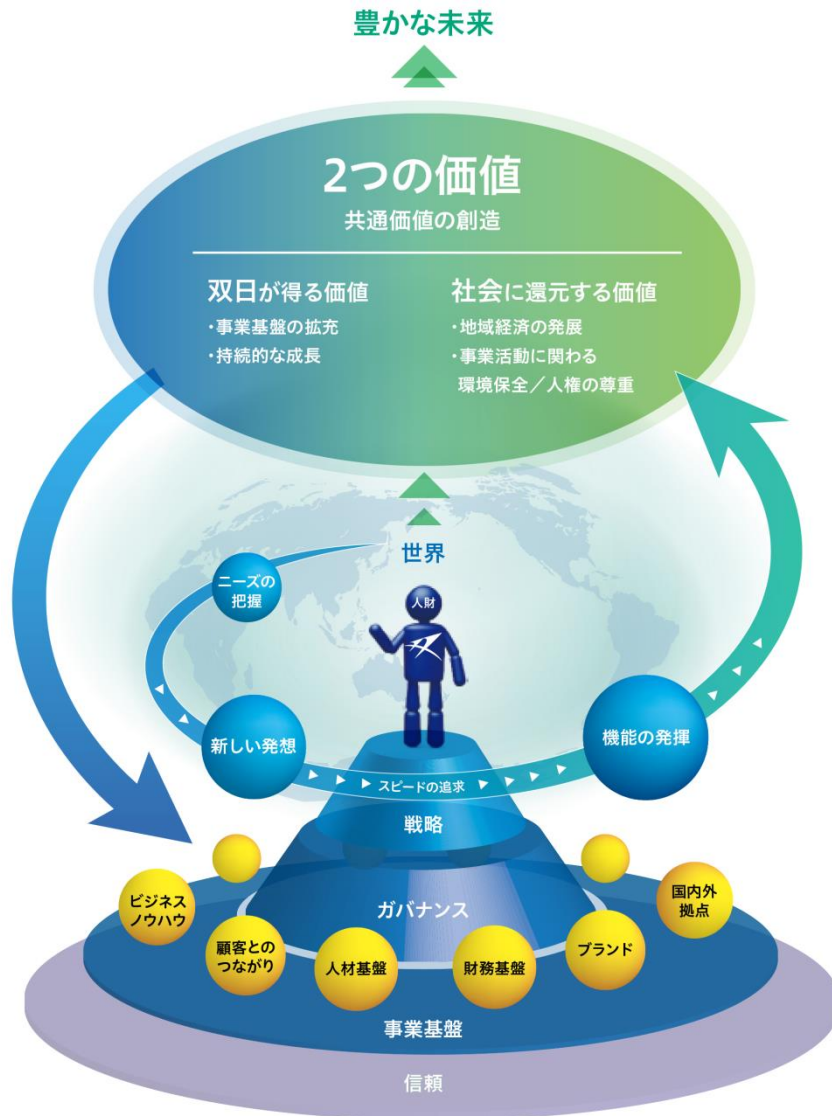 豊かな未来
2つの価値
共通価値の創造
双日が得る価値
・事業基盤の拡充
・持続的な成長
社会に還元する価値
・地域経済の発展
・事業活動に関わる
環境保全／人権の尊重
世界
ニーズの
把握
人財
新しい発想
機能の発揮
スピードの追求
戦略
ガバナンス
ビジネス
ノウハウ
顧客との
つながり
人材基盤
財務基盤
ブランド
国内外
拠点
事業基盤
信頼